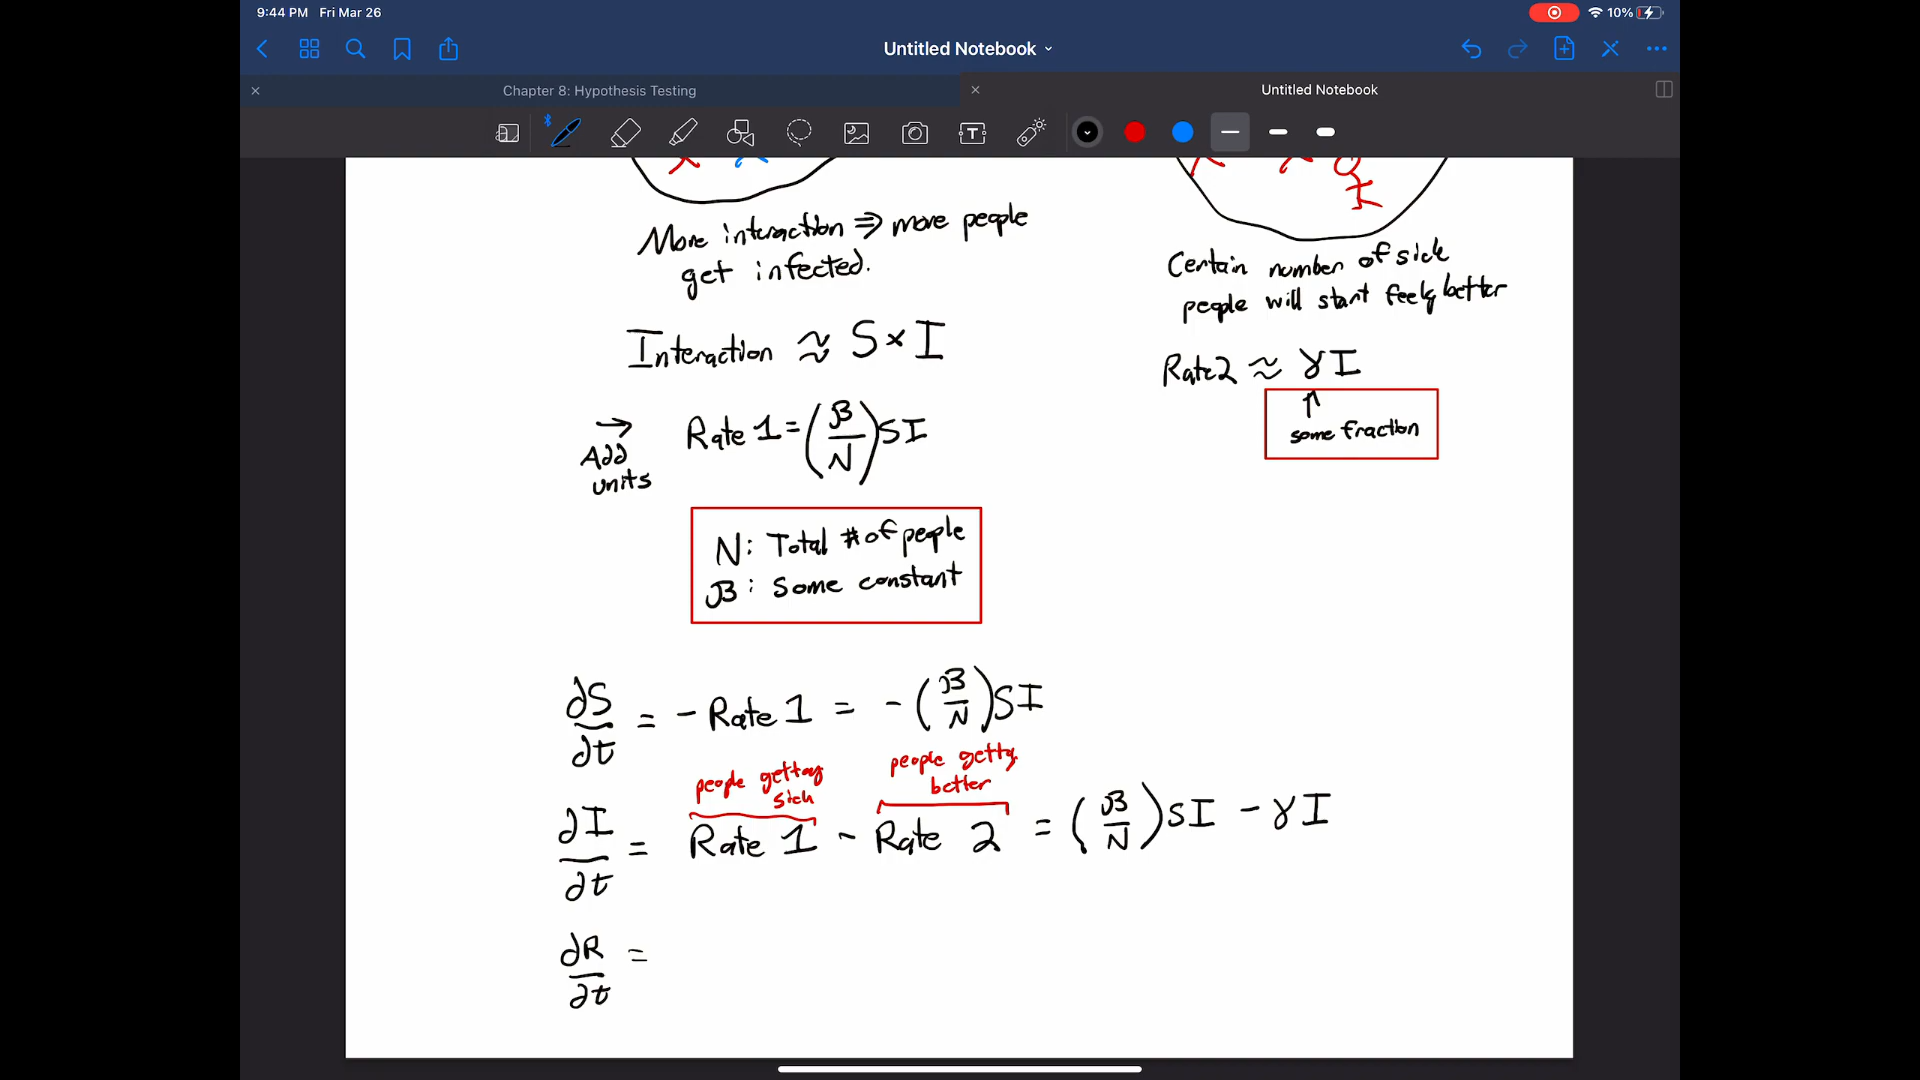 9:44 PM Fri Mar 26
10%
Untitled Notebook
Chapter 8: Hypothesis Testing
Untitled Notebook
T
More interaction ⇒ more people
get infected.
Interaction ≈ S × I
→
Add
units
Rate 1 = (β/N)SI
N: Total # of people
β: Some constant
I
Certain number of sick
people will start feely better
Rate2 ≈ γI
↑
some fraction
∂S/∂t = - Rate 1 = - (β/N)SI
people getting
sick
people getty
better
∂I/∂t = Rate 1 - Rate 2 = (β/N)SI - γI
∂R/∂t =